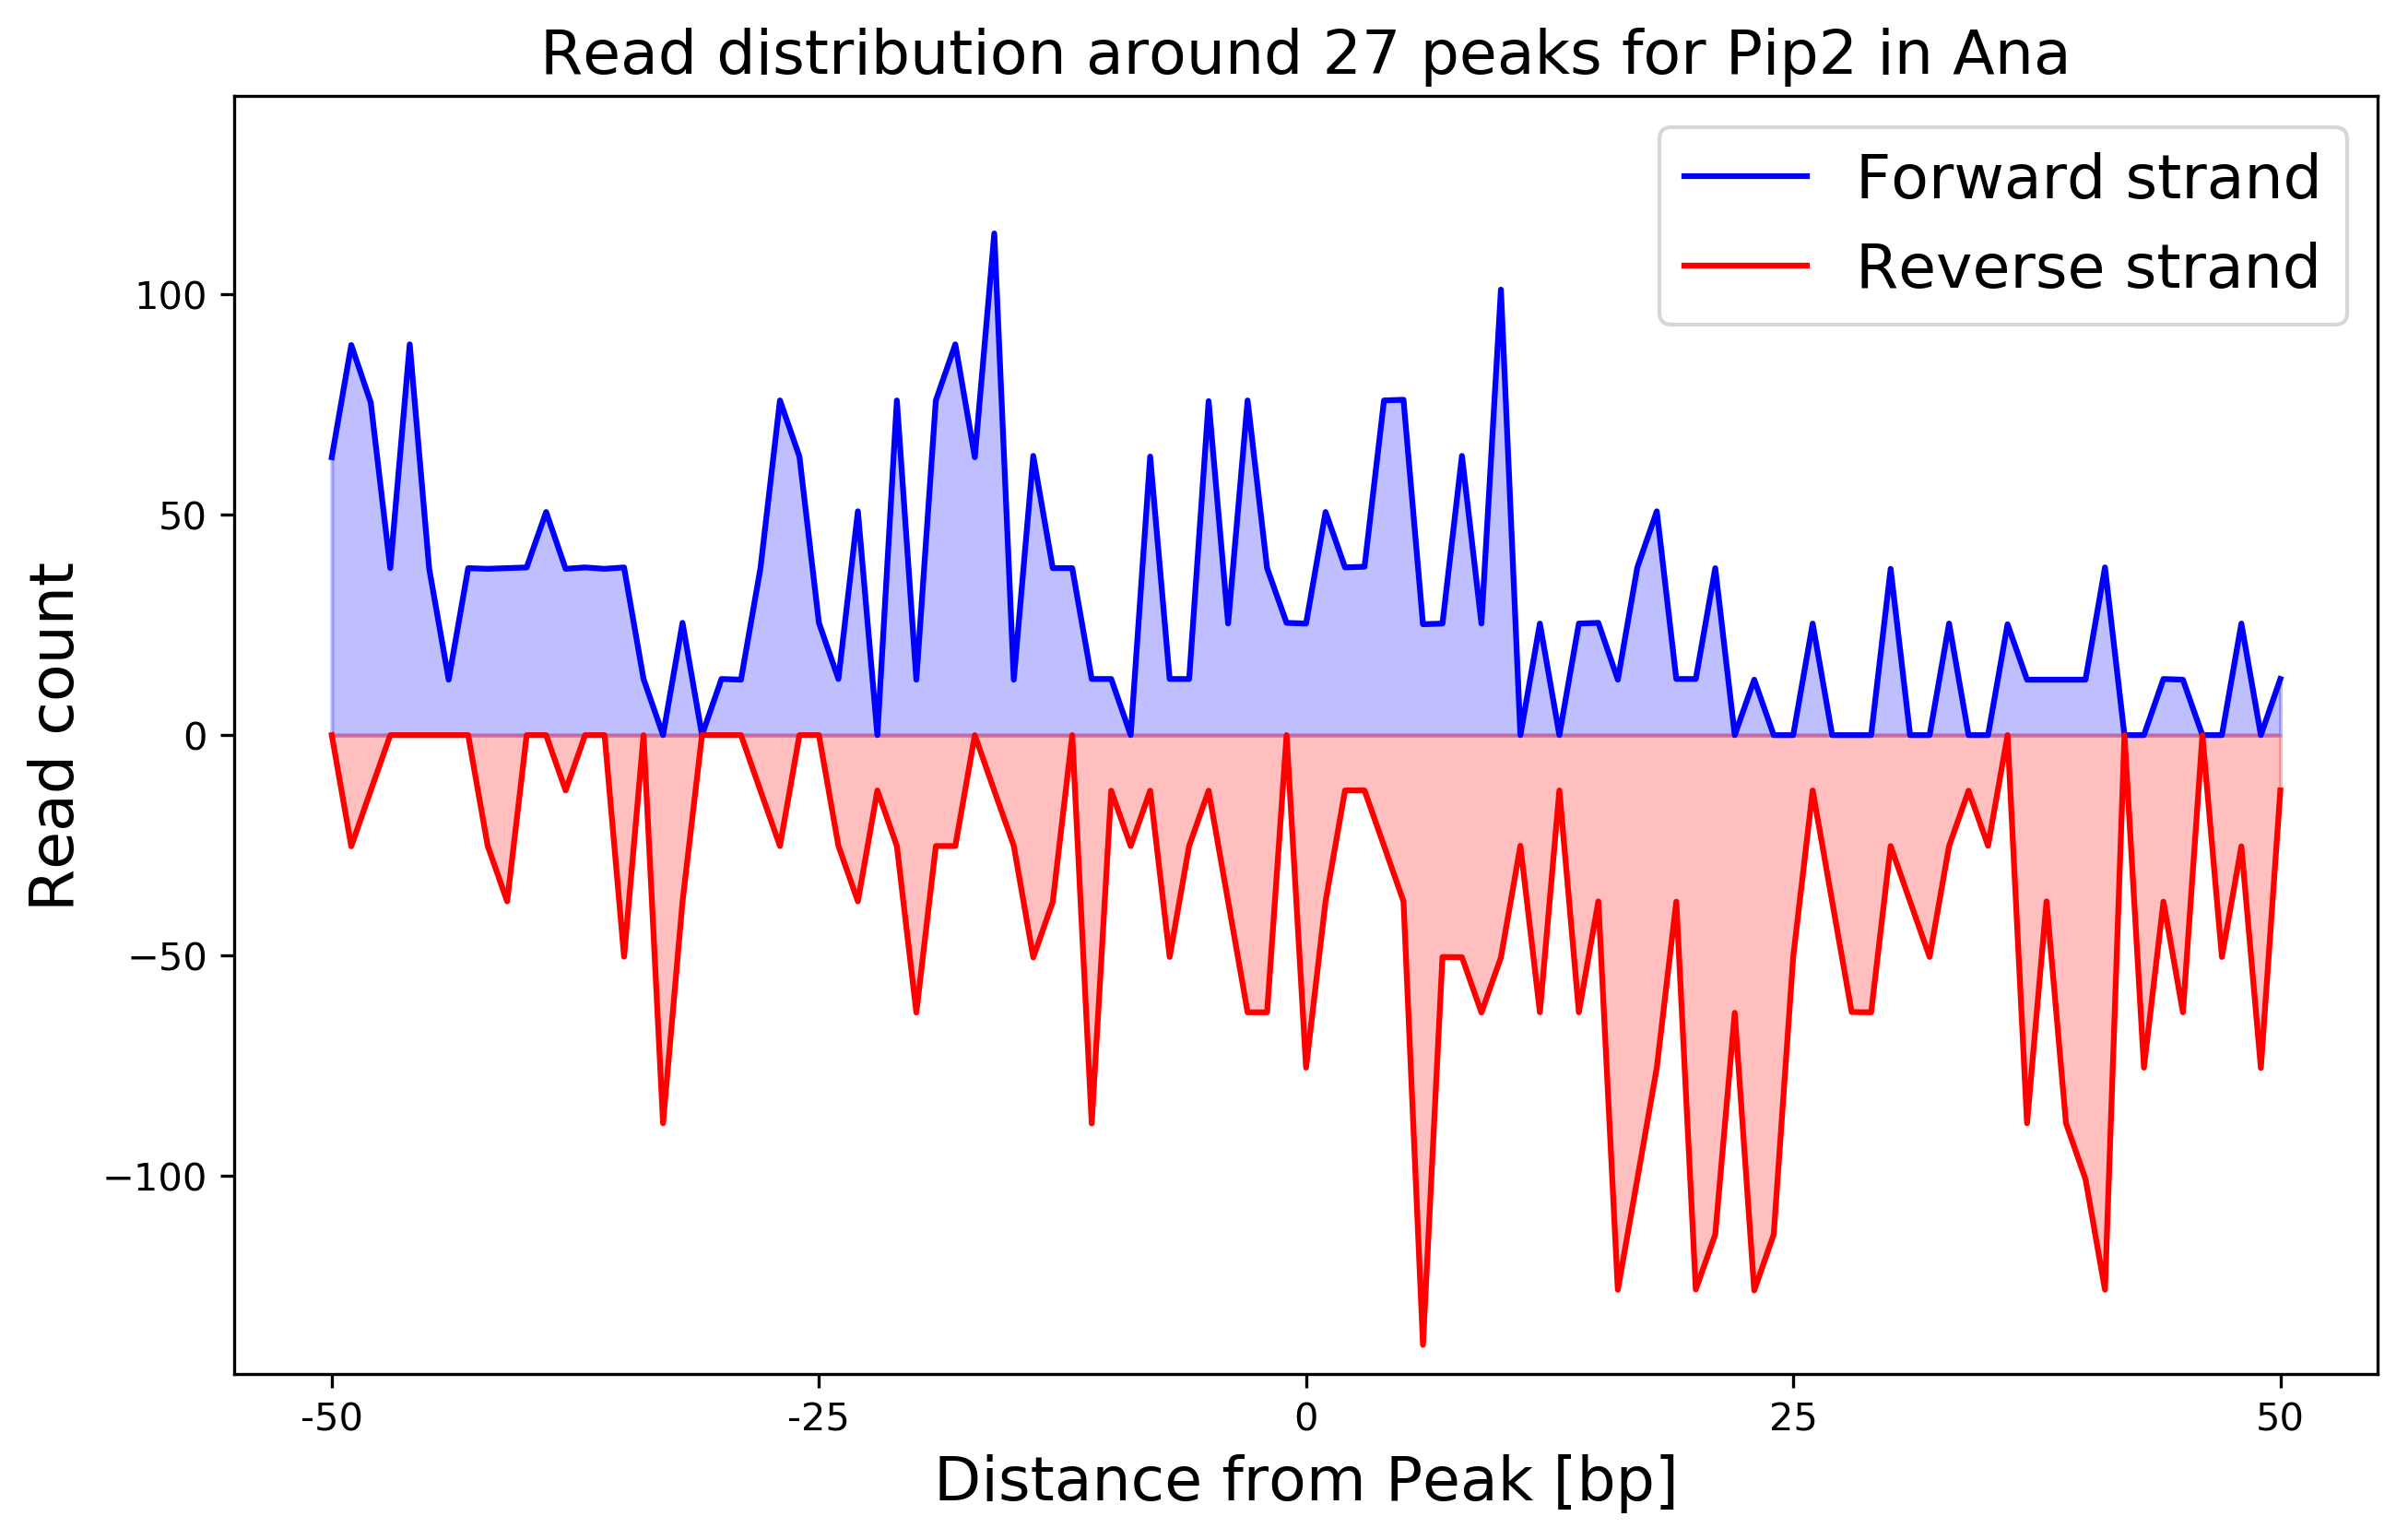 Read distribution around 27 peaks for Pip2 in Ana
Forward strand
Reverse strand
100
50
0
−50
−100
Read count
-50
-25
0
25
50
Distance from Peak [bp]